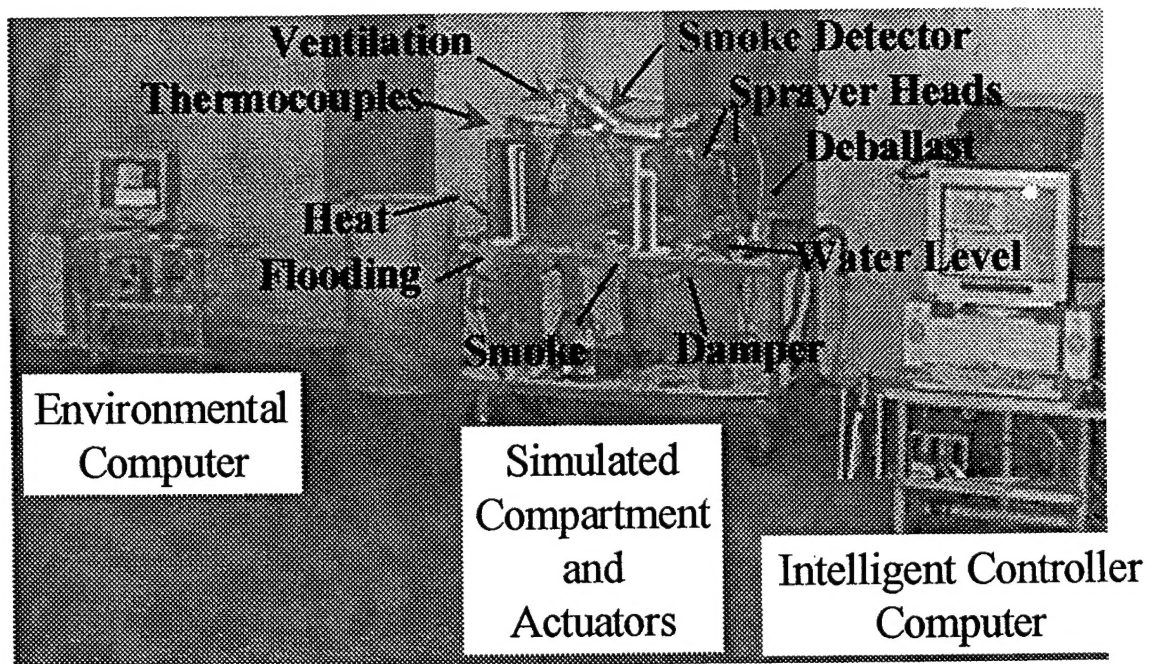 Ventilation
Smoke Detector
Thermocouples
Sprayer Heads
Deballast
Heat
Flooding
Water Level
Smoke
Damper
Environmental
Computer
Simulated
Compartment
and
Actuators
Intelligent Controller
Computer